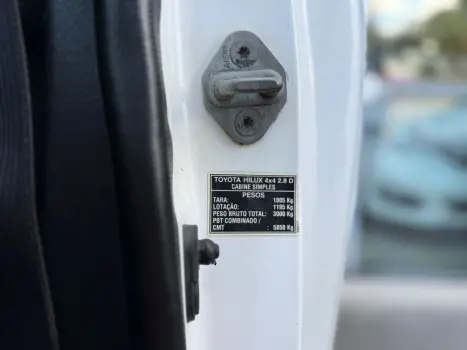 TOYOTA HILUX 4x4 2.8 D
CABINE SIMPLES
PESOS
TARA: 1805 Kg
LOTAÇÃO: 1195 Kg
PESO BRUTO TOTAL: 3000 Kg
PBT COMBINADO /
CMT : 5850 Kg